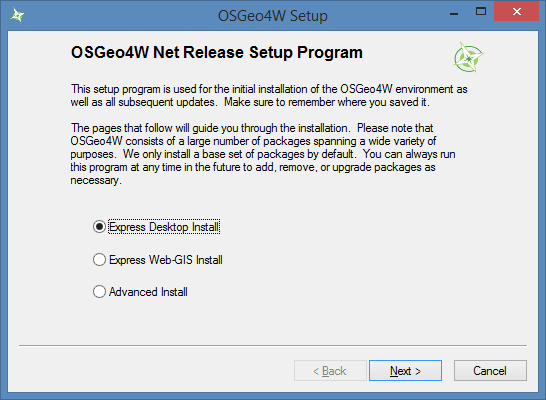 OSGeo4W Setup
OSGeo4W Net Release Setup Program
This setup program is used for the initial installation of the OSGeo4W environment as
well as all subsequent updates.  Make sure to remember where you saved it.
The pages that follow will guide you through the installation.  Please note that
OSGeo4W consists of a large number of packages spanning a wide variety of
purposes.  We only install a base set of packages by default.  You can always run
this program at any time in the future to add, remove, or upgrade packages as
necessary.
Express Desktop Install
Express Web-GIS Install
Advanced Install
< Back
Next >
Cancel